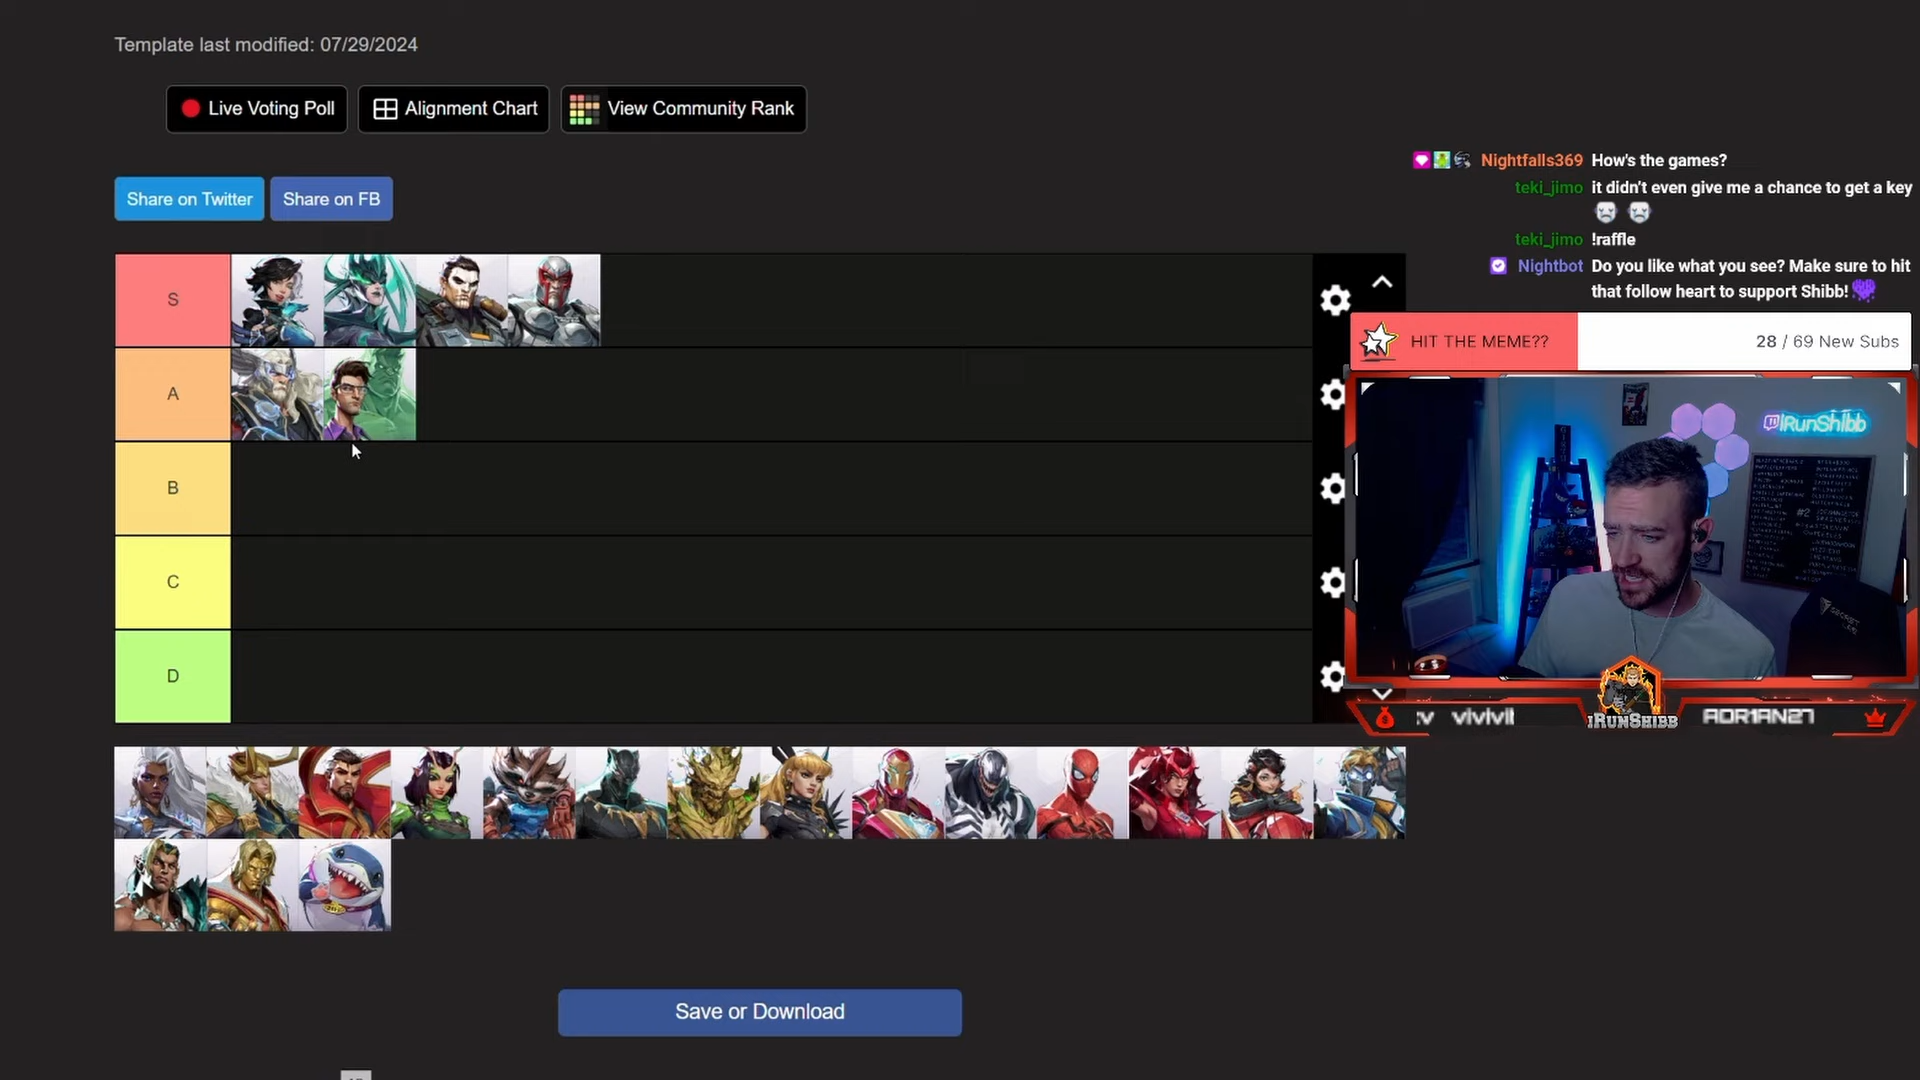 Template last modified: 07/29/2024
Live Voting Poll
Alignment Chart
View Community Rank
Share on Twitter
Share on FB
Nightfalls369 How's the games?
teki_jimo it didn't even give me a chance to get a key
teki_jimo !raffle
Nightbot Do you like what you see? Make sure to hit
that follow heart to support Shibb!
HIT THE MEME??
28 / 69 New Subs
S
A
B
C
D
iRunShibb
SECRET
iRUNSHIBB
ADR1AN27
Save or Download